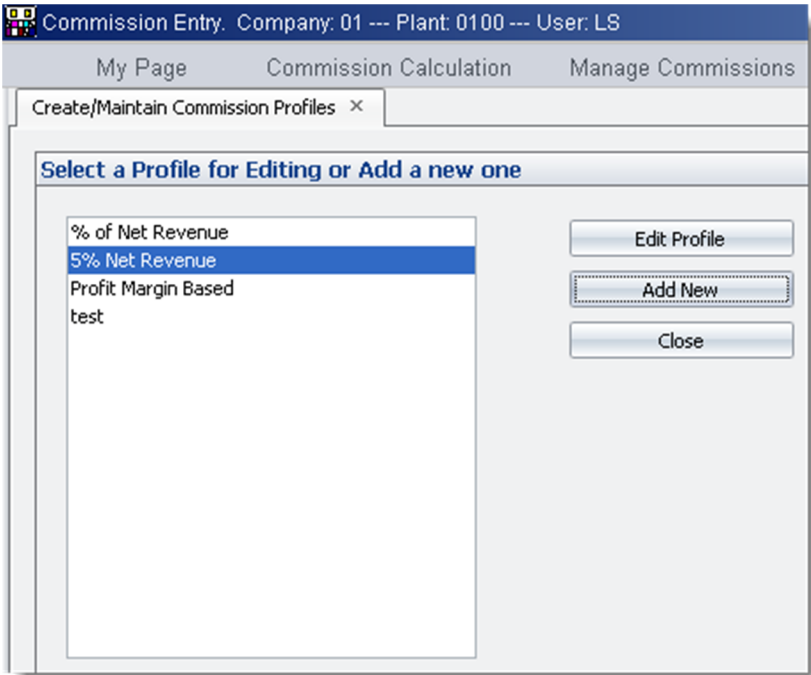 Commission Entry.  Company: 01 --- Plant: 0100 --- User: LS
My Page Commission Calculation Manage Commissions
Create/Maintain Commission Profiles ×
Select a Profile for Editing or Add a new one
% of Net Revenue
5% Net Revenue
Profit Margin Based
test
Edit Profile
Add New
Close